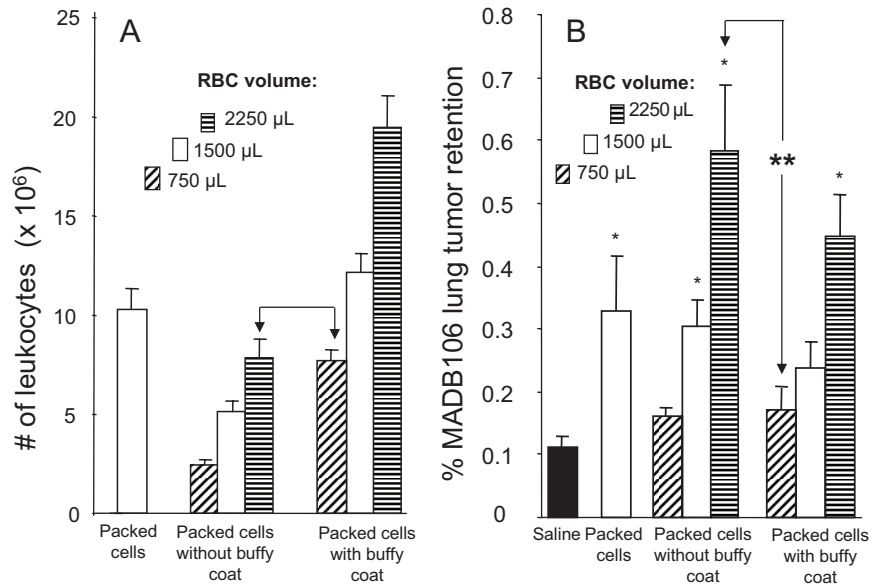 A
25
20
15
10
5
0
# of leukocytes (x 10⁶)
RBC volume:
2250 µL
1500 µL
750 µL
Packed cells
Packed cells without buffy coat
Packed cells with buffy coat
B
0.8
0.7
0.6
0.5
0.4
0.3
0.2
0.1
0
% MADB106 lung tumor retention
RBC volume:
2250 µL
1500 µL
750 µL
*
*
*
**
*
Saline
Packed cells
Packed cells without buffy coat
Packed cells with buffy coat